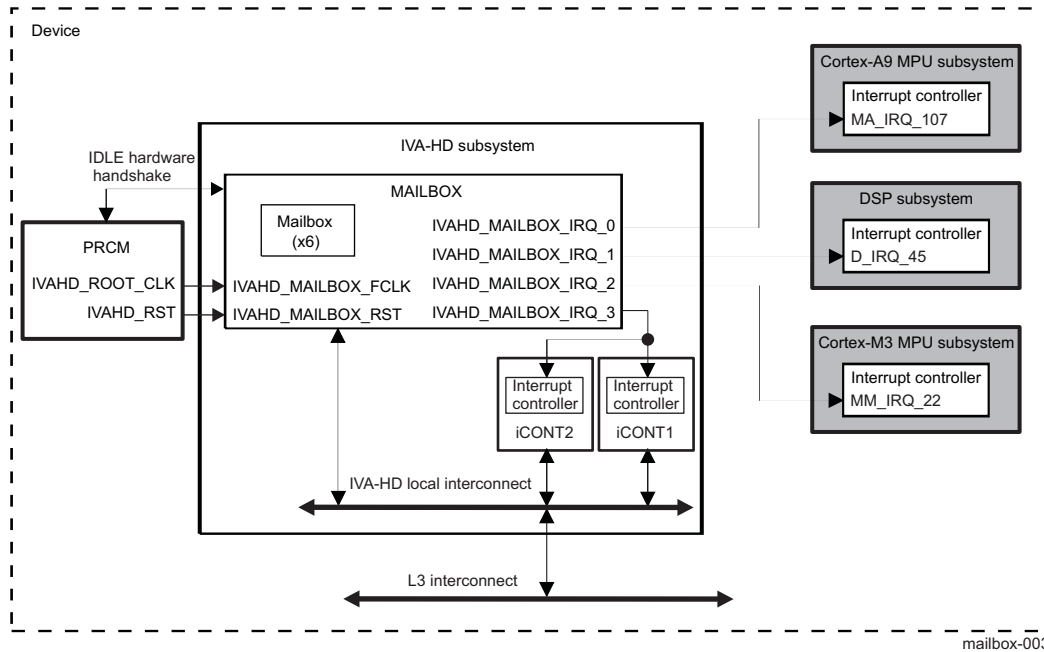 Device
Cortex-A9 MPU subsystem
Interrupt controller
MA_IRQ_107
IVA-HD subsystem
IDLE hardware
handshake
MAILBOX
Mailbox
(x6)
IVAHD_MAILBOX_IRQ_0
IVAHD_MAILBOX_IRQ_1
IVAHD_MAILBOX_IRQ_2
IVAHD_MAILBOX_IRQ_3
DSP subsystem
Interrupt controller
D_IRQ_45
PRCM
IVAHD_ROOT_CLK
IVAHD_RST
IVAHD_MAILBOX_FCLK
IVAHD_MAILBOX_RST
Cortex-M3 MPU subsystem
Interrupt controller
MM_IRQ_22
Interrupt
controller
iCONT2
Interrupt
controller
iCONT1
IVA-HD local interconnect
L3 interconnect
mailbox-003